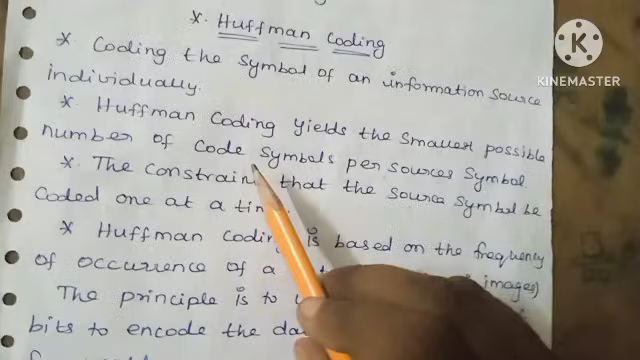 * Huffman Coding
* Coding the Symbol of an information source
individually.
* Huffman Coding yields the smallest possible
number of code symbols per source symbol.
* The constraint that the source symbol be
Coded one at a time.
* Huffman coding is based on the frequency
of occurrence of a images)
The principle is to
bits to encode the
KINEMASTER